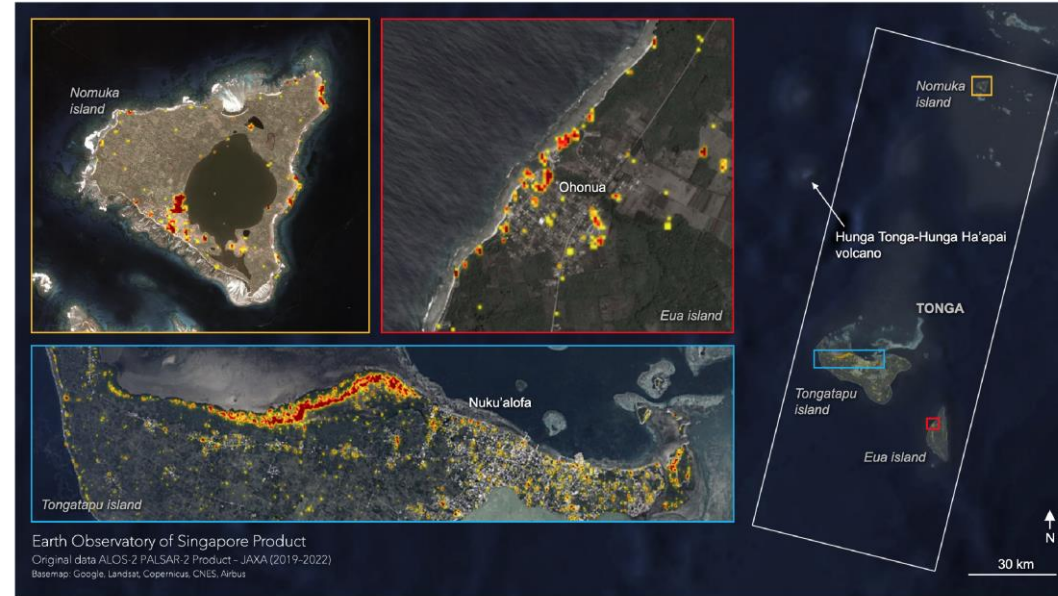 Nomuka
island
Ohonua
Eua island
Nuku'alofa
Tongatapu island
Nomuka
island
Hunga Tonga-Hunga Ha'apai
volcano
TONGA
Tongatapu
island
Eua island
N
30 km
Earth Observatory of Singapore Product
Original data ALOS-2 PALSAR-2 Product - JAXA (2019-2022)
Basemap: Google, Landsat, Copernicus, CNES, Airbus